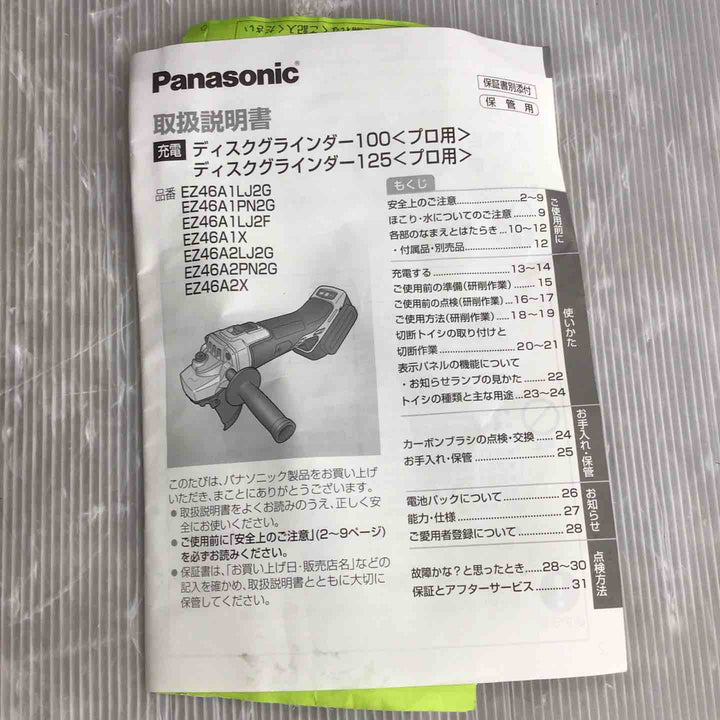 なくご記入ください
Panasonic
保証書別添付
保管用
取扱説明書
充電 ディスクグラインダー100<プロ用>
ディスクグラインダー125<プロ用>
品番 EZ46A1LJ2G
EZ46A1PN2G
EZ46A1LJ2F
EZ46A1X
EZ46A2LJ2G
EZ46A2PN2G
EZ46A2X
このたびは、パナソニック製品をお買い上げ
いただき、まことにありがとうございます。
● 取扱説明書をよくお読みのうえ、正しく安
全にお使いください。
● ご使用前に「安全上のご注意」(2~9ページ)
を必ずお読みください。
● 保証書は、「お買い上げ日・販売店名」などの
記入を確かめ、取扱説明書とともに大切に
保管してください。
もくじ
ご使用前に
安全上のご注意.....................2~9
ほこり・水についてのご注意....... 9
各部のなまえとはたらき...10~12
・付属品・別売品.................... 12
使いかた
充電する.........................13~14
ご使用前の準備(研削作業)....... 15
ご使用前の点検(研削作業)...16~17
ご使用方法(研削作業).....18~19
切断トイシの取り付けと
切断作業.........................20~21
表示パネルの機能について
・お知らせランプの見かた....... 22
トイシの種類と主な用途...23~24
お手入れ・保管
カーボンブラシの点検・交換...... 24
お手入れ・保管........................ 25
お知らせ
電池パックについて................. 26
能力・仕様.............................. 27
ご愛用者登録について.............. 28
点検方法
故障かな?と思ったとき.....28~30
保証とアフターサービス........... 31